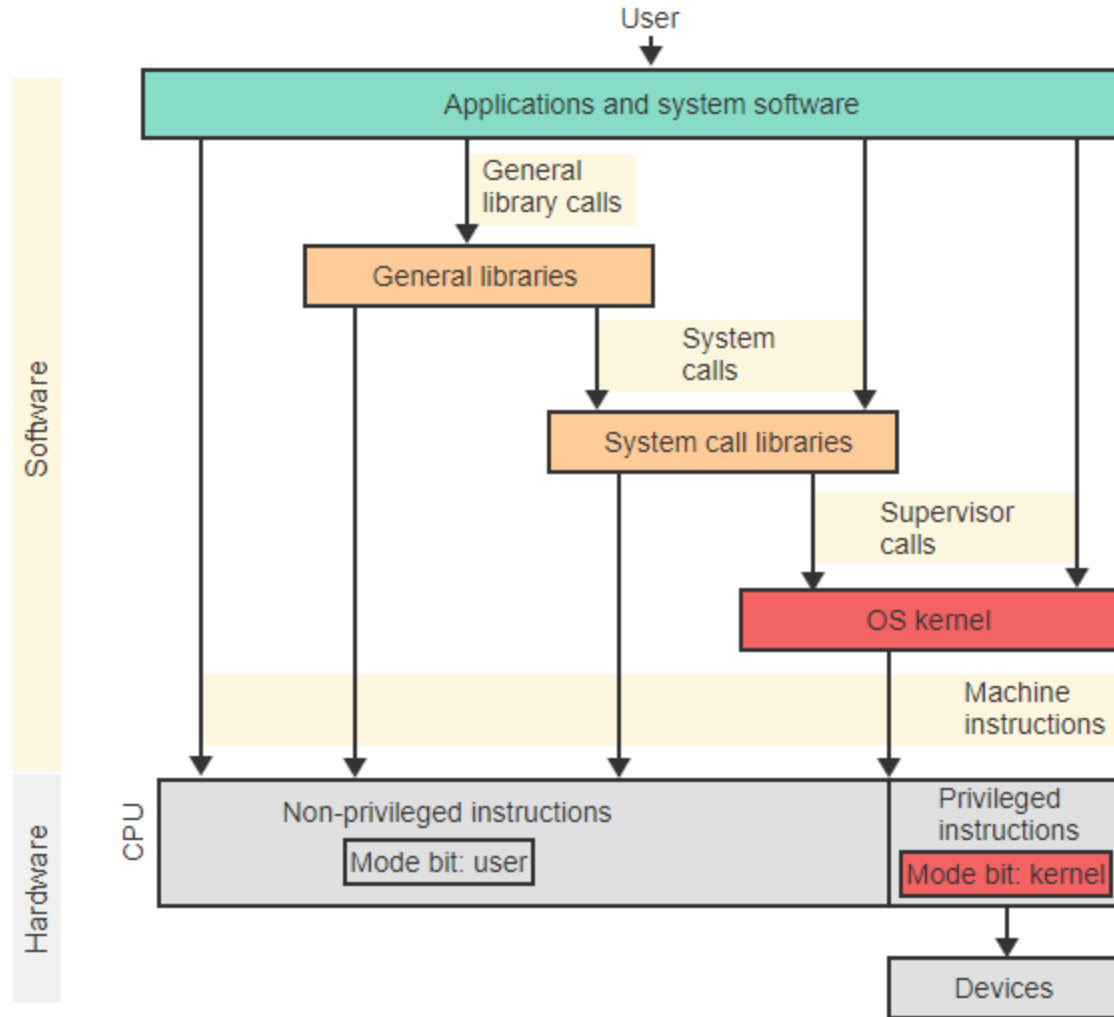 User
Applications and system software
General
library calls
General libraries
System
calls
System call libraries
Supervisor
calls
OS kernel
Machine
instructions
Software
Non-privileged instructions
Mode bit: user
Privileged
instructions
Mode bit: kernel
CPU
Hardware
Devices